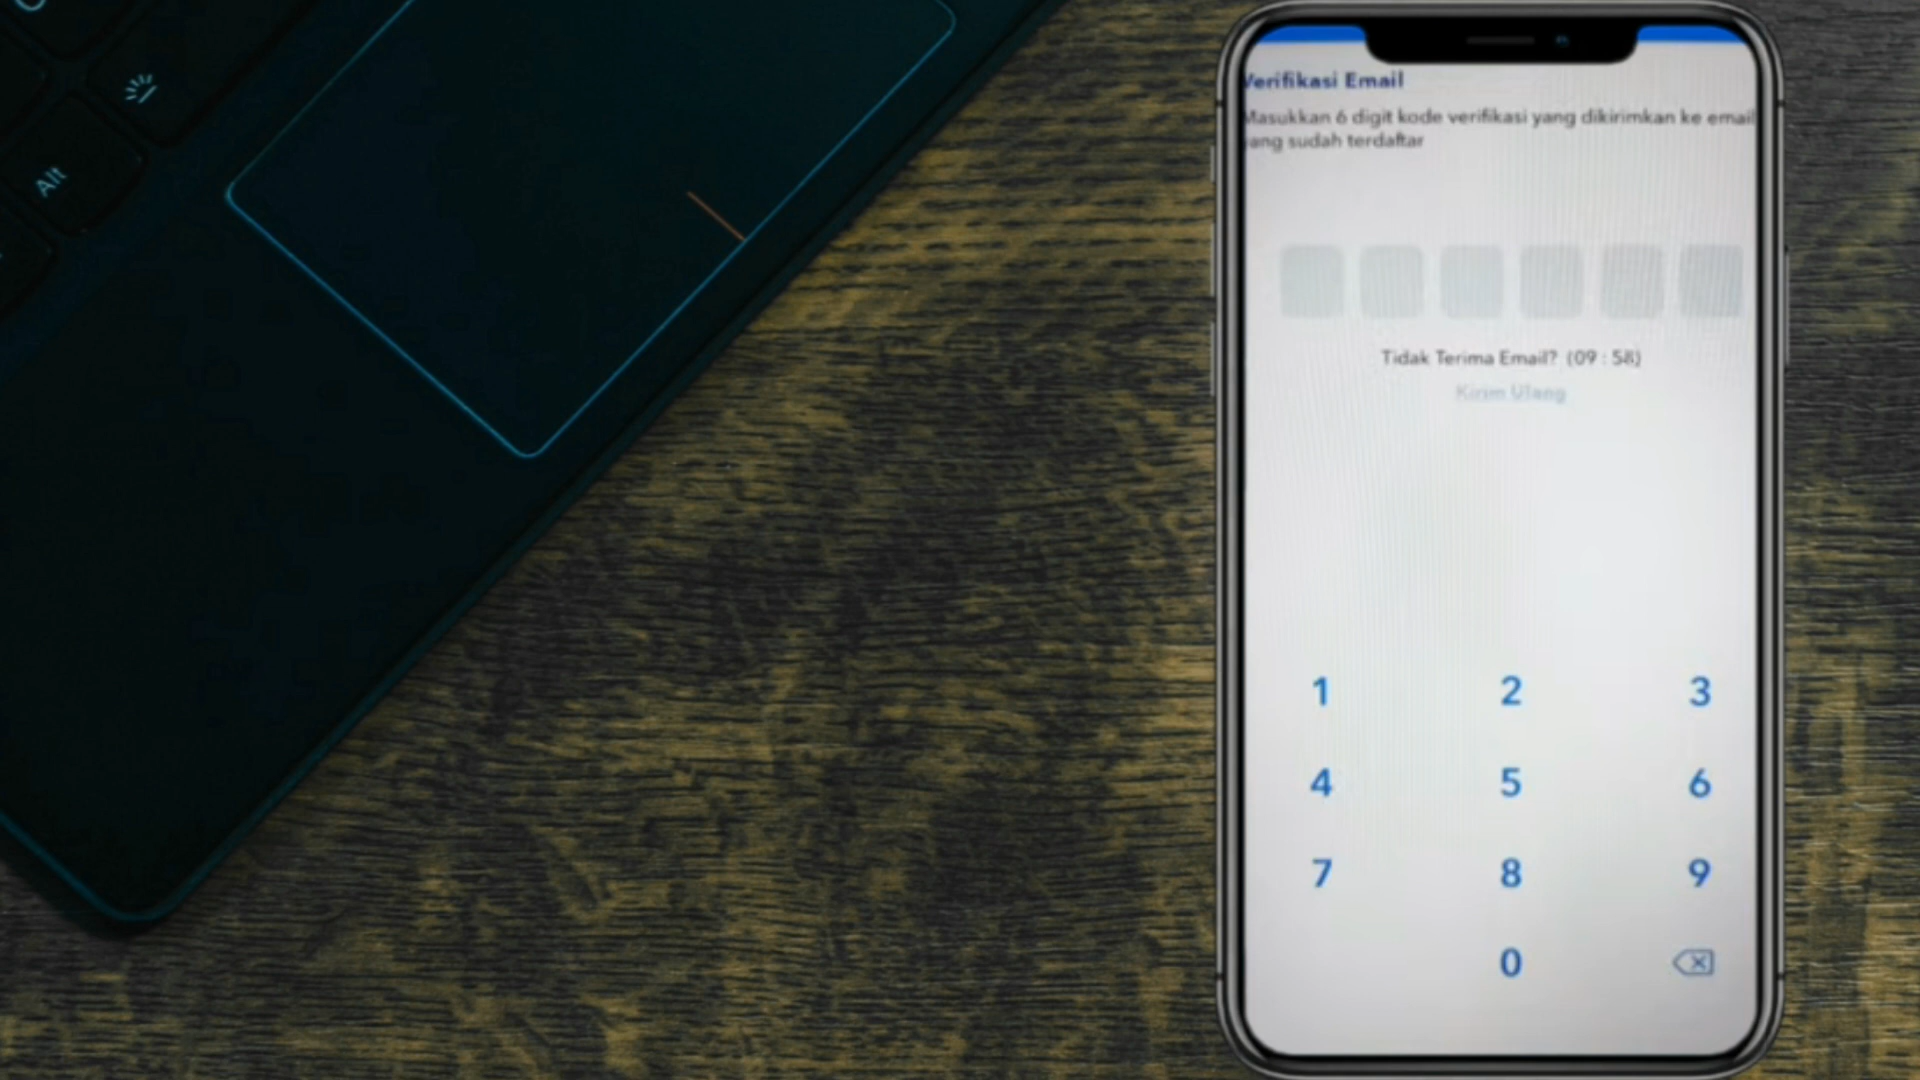 Alt
Verifikasi Email
Masukkan 6 digit kode verifikasi yang dikirimkan ke email
yang sudah terdaftar
Tidak Terima Email? (09 : 58)
Kirim Ulang
1 2 3
4 5 6
7 8 9
0